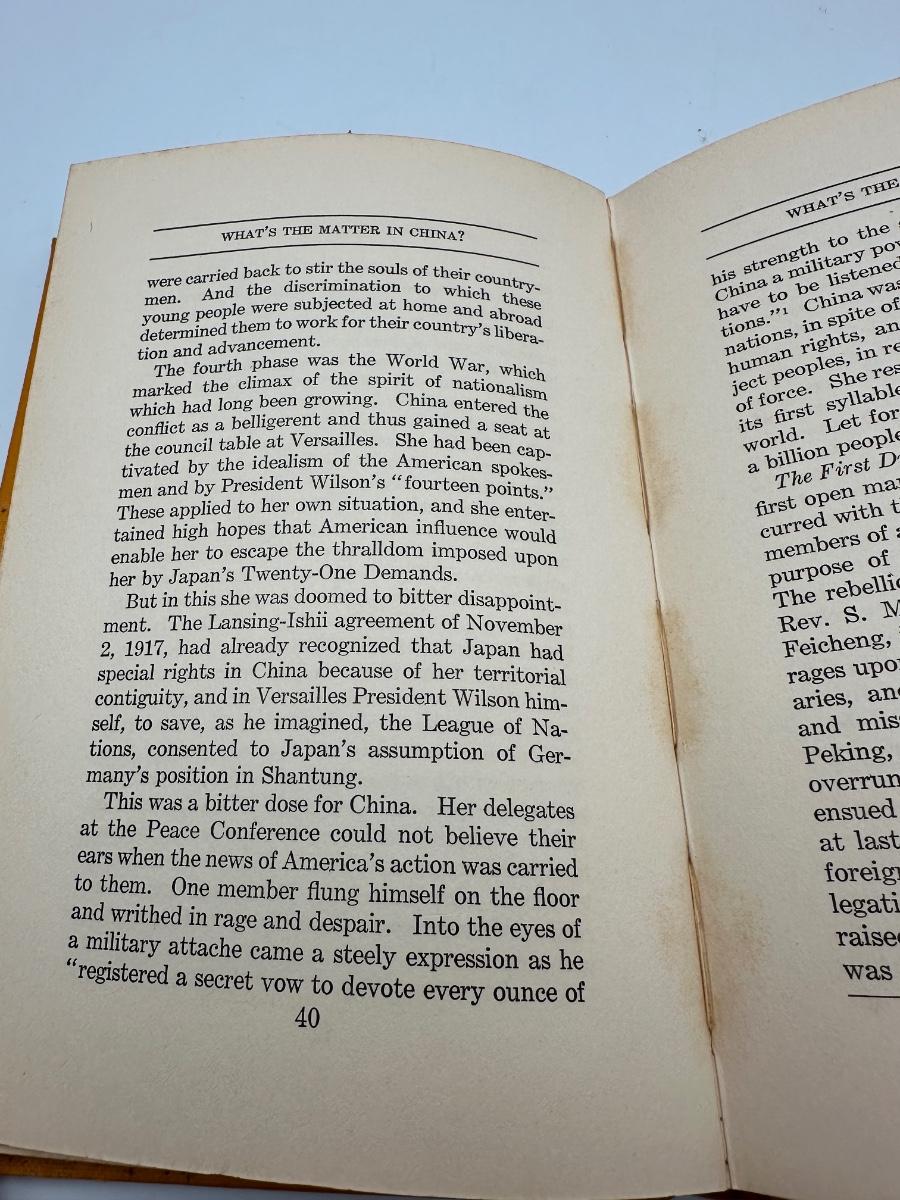 WHAT'S THE MATTER IN CHINA?
were carried back to stir the souls of their country-
men. And the discrimination to which these
young people were subjected at home and abroad
determined them to work for their country's libera-
tion and advancement.
The fourth phase was the World War, which
marked the climax of the spirit of nationalism
which had long been growing. China entered the
conflict as a belligerent and thus gained a seat at
the council table at Versailles. She had been cap-
tivated by the idealism of the American spokes-
men and by President Wilson's "fourteen points."
These applied to her own situation, and she enter-
tained high hopes that American influence would
enable her to escape the thralldom imposed upon
her by Japan's Twenty-One Demands.
But in this she was doomed to bitter disappoint-
ment. The Lansing-Ishii agreement of November
2, 1917, had already recognized that Japan had
special rights in China because of her territorial
contiguity, and in Versailles President Wilson him-
self, to save, as he imagined, the League of Na-
tions, consented to Japan's assumption of Ger-
many's position in Shantung.
This was a bitter dose for China. Her delegates
at the Peace Conference could not believe their
ears when the news of America's action was carried
to them. One member flung himself on the floor
and writhed in rage and despair. Into the eyes of
a military attache came a steely expression as he
"registered a secret vow to devote every ounce of
40
WHAT'S THE
his strength to the
China a military pow
have to be listened
tions."1 China was
nations, in spite of
human rights, an
ject peoples, in re
of force. She res
its first syllable
world. Let for
a billion people
The First D
first open ma
curred with t
members of a
purpose of
The rebellio
Rev. S. M
Feicheng,
rages upo
aries, an
and miss
Peking,
overrun
ensued
at last
foreign
legati
raise
was